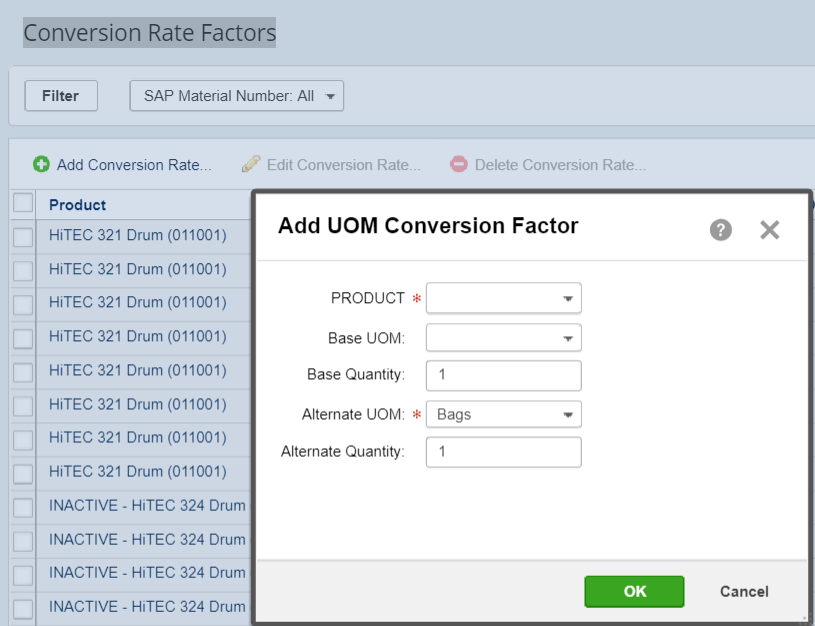 Conversion Rate Factors
Filter
SAP Material Number: All
Add Conversion Rate...
Edit Conversion Rate...
Delete Conversion Rate...
Product
HiTEC 321 Drum (011001)
HiTEC 321 Drum (011001)
HiTEC 321 Drum (011001)
HiTEC 321 Drum (011001)
HiTEC 321 Drum (011001)
HiTEC 321 Drum (011001)
HiTEC 321 Drum (011001)
HiTEC 321 Drum (011001)
INACTIVE - HiTEC 324 Drum
INACTIVE - HiTEC 324 Drum
INACTIVE - HiTEC 324 Drum
INACTIVE - HiTEC 324 Drum
Add UOM Conversion Factor
?
PRODUCT *
Base UOM:
Base Quantity: 1
Alternate UOM: * Bags
Alternate Quantity: 1
OK
Cancel